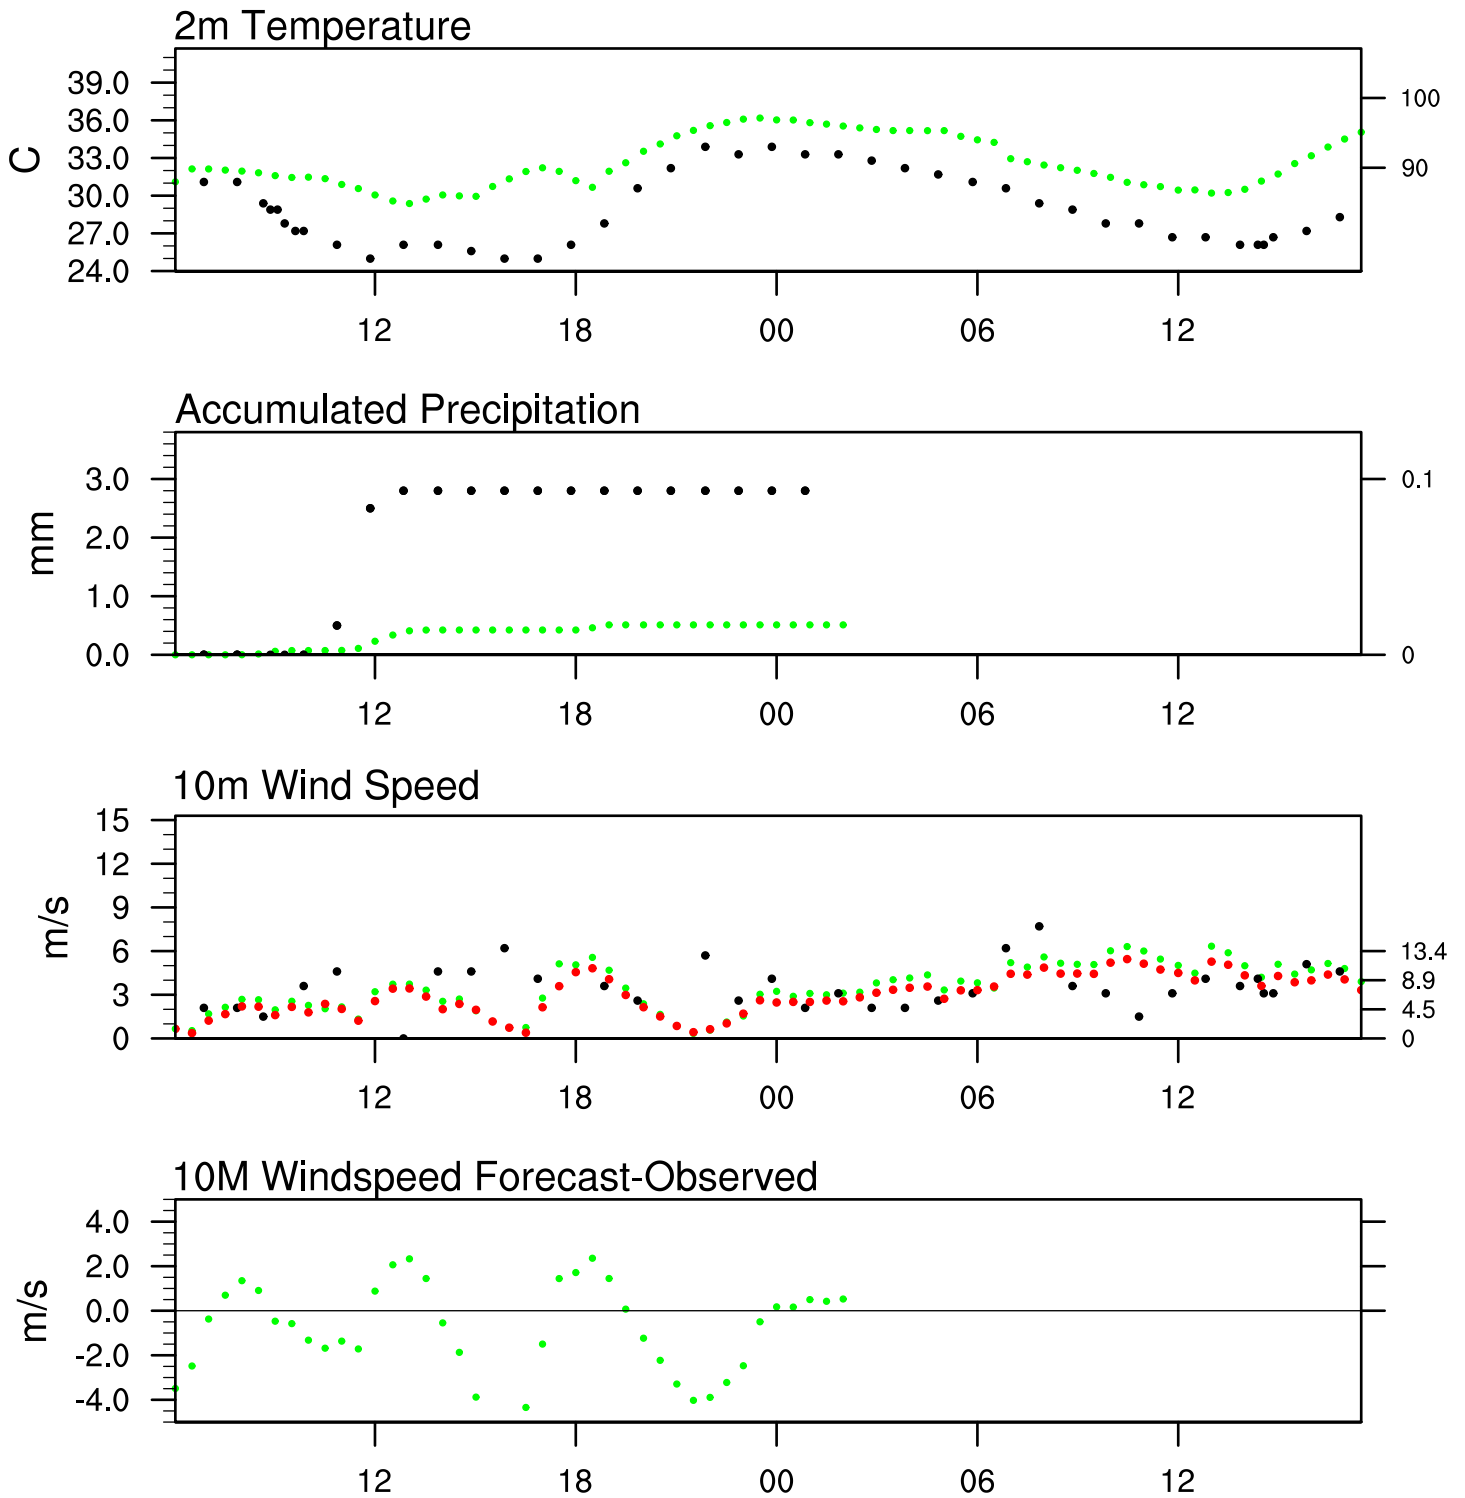 2m Temperature
39.0
36.0
33.0
30.0
27.0
24.0
C
100
90
12 18 00 06 12
Accumulated Precipitation
3.0
2.0
1.0
0.0
mm
0.1
0
12 18 00 06 12
10m Wind Speed
15
12
9
6
3
0
m/s
13.4
8.9
4.5
0
12 18 00 06 12
10M Windspeed Forecast-Observed
4.0
2.0
0.0
-2.0
-4.0
m/s
12 18 00 06 12